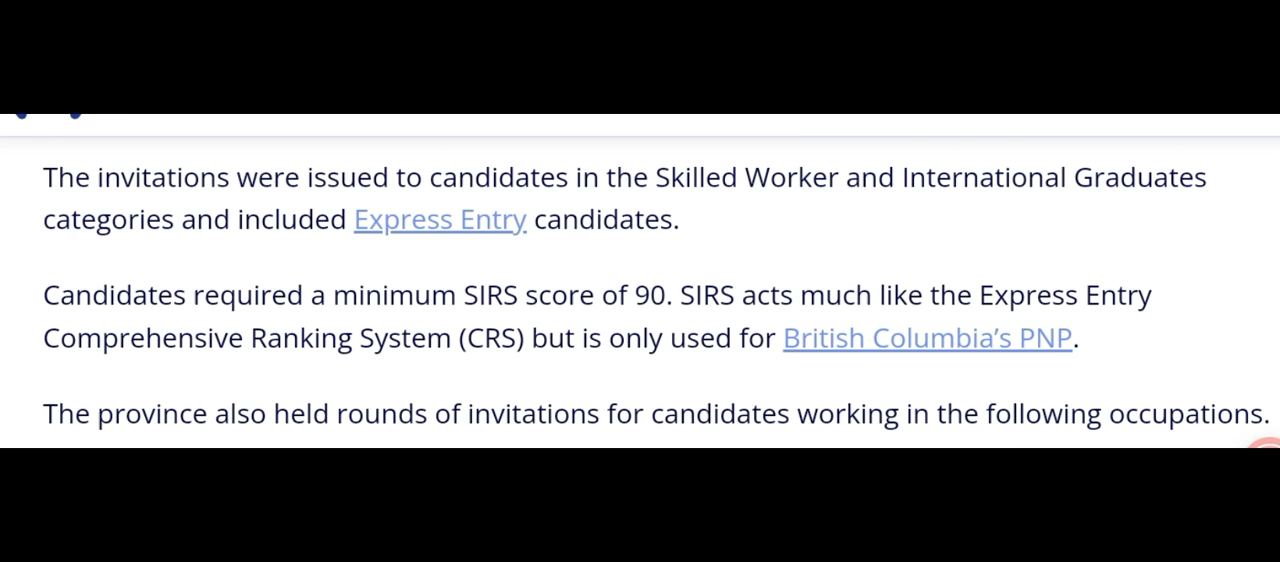 The invitations were issued to candidates in the Skilled Worker and International Graduates
categories and included Express Entry candidates.
Candidates required a minimum SIRS score of 90. SIRS acts much like the Express Entry
Comprehensive Ranking System (CRS) but is only used for British Columbia’s PNP.
The province also held rounds of invitations for candidates working in the following occupations.